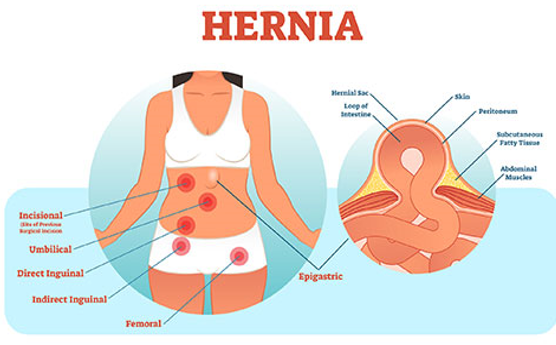 HERNIA
Incisional
(Site of Previous
Surgical Incision
Umbilical
Direct Inguinal
Indirect Inguinal
Femoral
Epigastric
Hernial Sac
Loop of
Intestine
Skin
Peritoneum
Subcutaneous
Fatty Tissue
Abdominal
Muscles